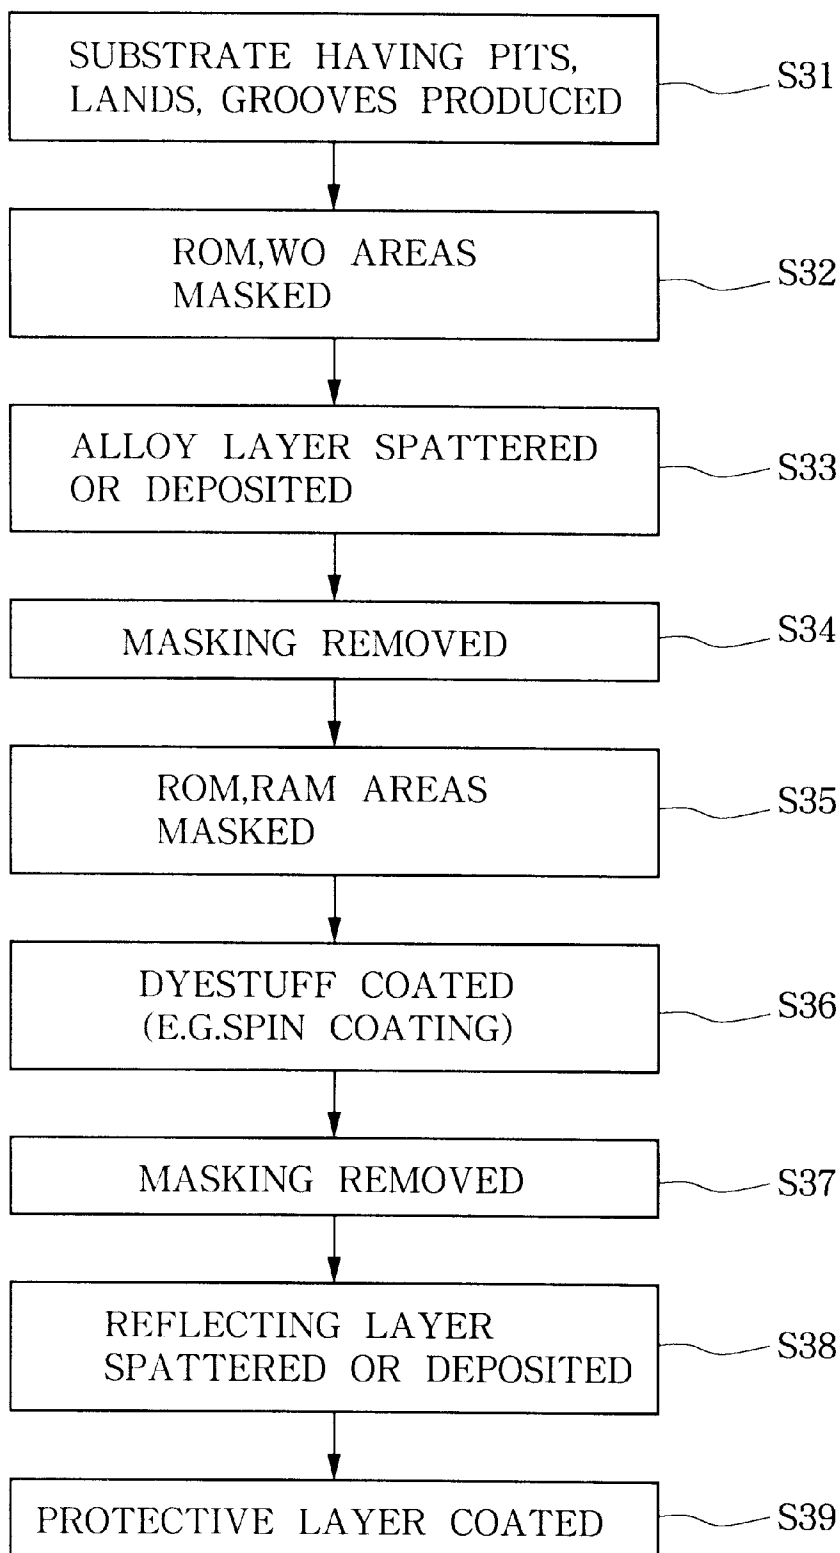 SUBSTRATE HAVING PITS,
LANDS, GROOVES PRODUCED
S31
ROM,WO AREAS
MASKED
S32
ALLOY LAYER SPATTERED
OR DEPOSITED
S33
MASKING REMOVED
S34
ROM,RAM AREAS
MASKED
S35
DYESTUFF COATED
(E.G.SPIN COATING)
S36
MASKING REMOVED
S37
REFLECTING LAYER
SPATTERED OR DEPOSITED
S38
PROTECTIVE LAYER COATED
S39